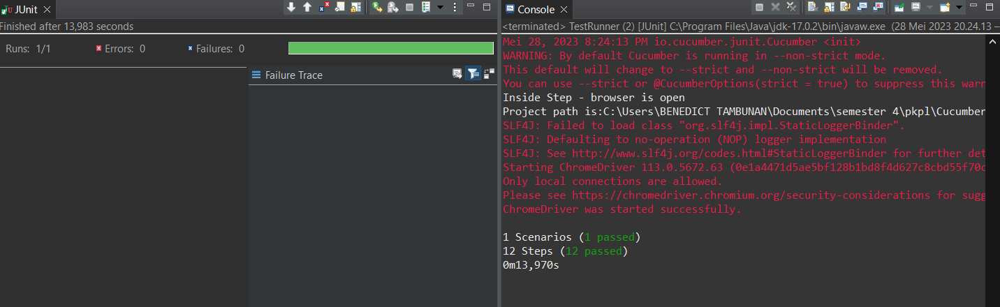 JUnit
Finished after 13,983 seconds
Runs: 1/1
Errors: 0
Failures: 0
Failure Trace
Console
<terminated> TestRunner (2) [JUnit] C:\Program Files\Java\jdk-17.0.2\bin\javaw.exe (28 Mei 2023 20.24.13 –
Mei 28, 2023 8:24:13 PM io.cucumber.junit.Cucumber <init>
WARNING: By default Cucumber is running in --non-strict mode.
This default will change to --strict and --non-strict will be removed.
You can use --strict or @CucumberOptions(strict = true) to suppress this warn
Inside Step - browser is open
Project path is:C:\Users\BENEDICT TAMBUNAN\Documents\semester 4\pkpl\Cucumber
SLF4J: Failed to load class "org.slf4j.impl.StaticLoggerBinder".
SLF4J: Defaulting to no-operation (NOP) logger implementation
SLF4J: See http://www.slf4j.org/codes.html#StaticLoggerBinder for further det
Starting ChromeDriver 113.0.5672.63 (0e1a4471d5ae5bf128b1bd8f4d627c8cbd55f70c
Only local connections are allowed.
Please see https://chromedriver.chromium.org/security-considerations for sugg
ChromeDriver was started successfully.
1 Scenarios (1 passed)
12 Steps (12 passed)
0m13,970s